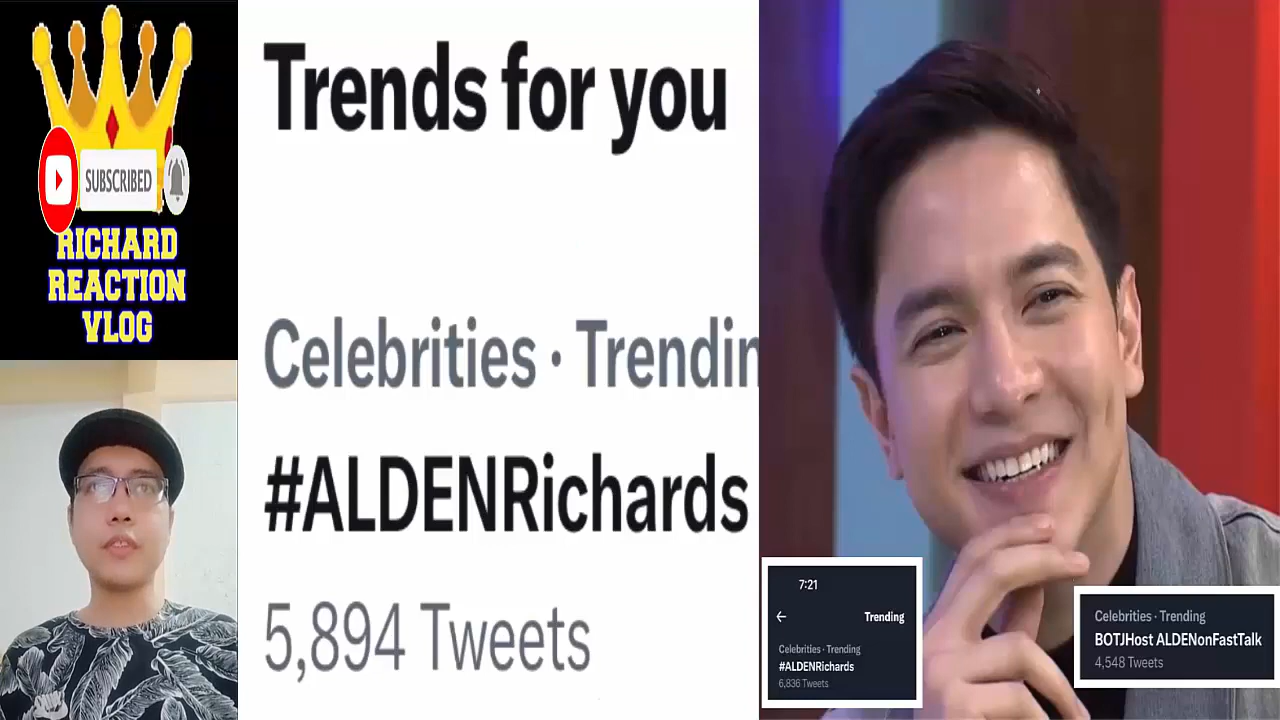 SUBSCRIBED
RICHARD
REACTION
VLOG
Trends for you
Celebrities · Trendin
#ALDENRichards
5,894 Tweets
7:21
Trending
Celebrities · Trending
#ALDENRichards
6,836 Tweets
Celebrities · Trending
BOTJHost ALDENonFastTalk
4,548 Tweets